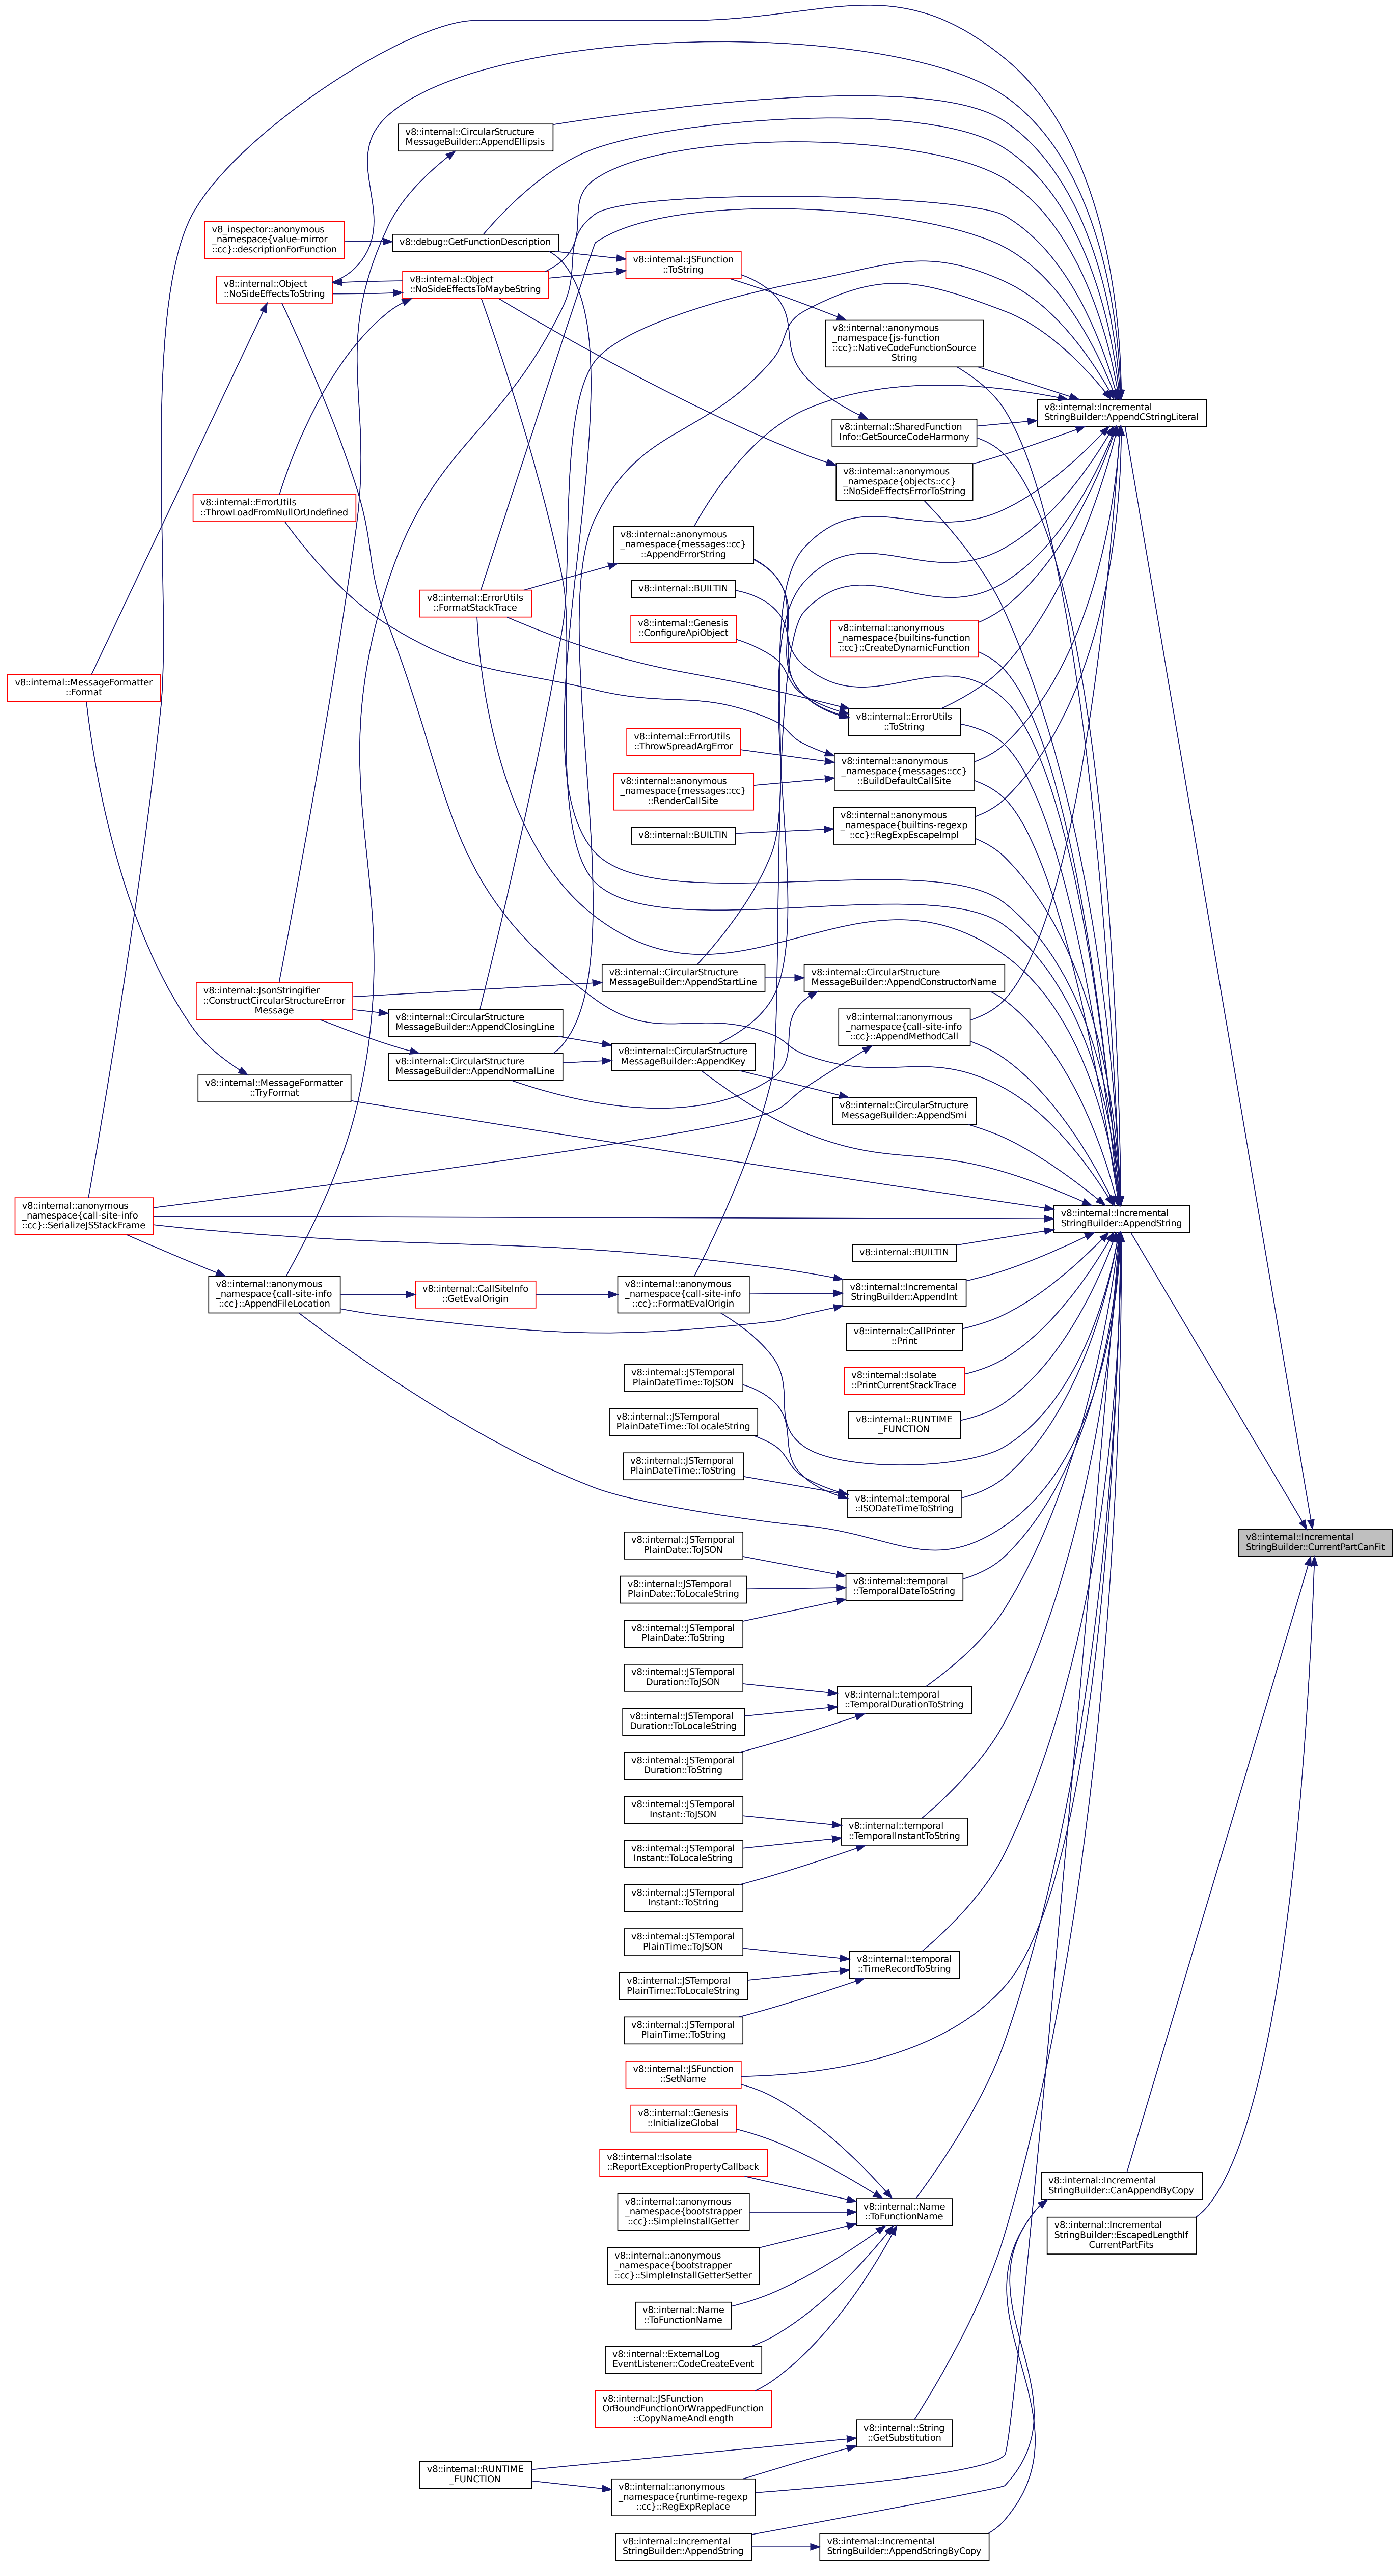 v8::internal::CircularStructure
MessageBuilder::AppendEllipsis
v8_inspector::anonymous
_namespace{value-mirror
.cc}::descriptionForFunction
v8::debug::GetFunctionDescription
v8::internal::JSFunction
::ToString
v8::internal::Object
::NoSideEffectsToString
v8::internal::Object
::NoSideEffectsToMaybeString
v8::internal::anonymous
_namespace{js-function
.cc}::NativeCodeFunctionSource
String
v8::internal::Incremental
StringBuilder::AppendCStringLiteral
v8::internal::SharedFunction
Info::GetSourceCodeHarmony
v8::internal::anonymous
_namespace{objects.cc}
::NoSideEffectsErrorToString
v8::internal::ErrorUtils
::ThrowLoadFromNullOrUndefined
v8::internal::anonymous
_namespace{messages.cc}
::AppendErrorString
v8::internal::BUILTIN
v8::internal::ErrorUtils
::FormatStackTrace
v8::internal::Genesis
::ConfigureApiObject
v8::internal::anonymous
_namespace{builtins-function
.cc}::CreateDynamicFunction
v8::internal::MessageFormatter
::Format
v8::internal::ErrorUtils
::ToString
v8::internal::ErrorUtils
::ThrowSpreadArgError
v8::internal::anonymous
_namespace{messages.cc}
::BuildDefaultCallSite
v8::internal::anonymous
_namespace{messages.cc}
::RenderCallSite
v8::internal::BUILTIN
v8::internal::anonymous
_namespace{builtins-regexp
.cc}::RegExpEscapeImpl
v8::internal::CircularStructure
MessageBuilder::AppendStartLine
v8::internal::CircularStructure
MessageBuilder::AppendConstructorName
v8::internal::JsonStringifier
::ConstructCircularStructureError
Message
v8::internal::CircularStructure
MessageBuilder::AppendClosingLine
v8::internal::anonymous
_namespace{call-site-info
.cc}::AppendMethodCall
v8::internal::CircularStructure
MessageBuilder::AppendNormalLine
v8::internal::CircularStructure
MessageBuilder::AppendKey
v8::internal::MessageFormatter
::TryFormat
v8::internal::CircularStructure
MessageBuilder::AppendSmi
v8::internal::anonymous
_namespace{call-site-info
.cc}::SerializeJSStackFrame
v8::internal::Incremental
StringBuilder::AppendString
v8::internal::BUILTIN
v8::internal::anonymous
_namespace{call-site-info
.cc}::AppendFileLocation
v8::internal::CallSiteInfo
::GetEvalOrigin
v8::internal::anonymous
_namespace{call-site-info
.cc}::FormatEvalOrigin
v8::internal::Incremental
StringBuilder::AppendInt
v8::internal::CallPrinter
::Print
v8::internal::JSTemporal
PlainDateTime::ToJSON
v8::internal::Isolate
::PrintCurrentStackTrace
v8::internal::JSTemporal
PlainDateTime::ToLocaleString
v8::internal::RUNTIME
_FUNCTION
v8::internal::JSTemporal
PlainDateTime::ToString
v8::internal::temporal
::ISODateTimeToString
v8::internal::JSTemporal
PlainDate::ToJSON
v8::internal::Incremental
StringBuilder::CurrentPartCanFit
v8::internal::JSTemporal
PlainDate::ToLocaleString
v8::internal::temporal
::TemporalDateToString
v8::internal::JSTemporal
PlainDate::ToString
v8::internal::JSTemporal
Duration::ToJSON
v8::internal::temporal
::TemporalDurationToString
v8::internal::JSTemporal
Duration::ToLocaleString
v8::internal::JSTemporal
Duration::ToString
v8::internal::JSTemporal
Instant::ToJSON
v8::internal::temporal
::TemporalInstantToString
v8::internal::JSTemporal
Instant::ToLocaleString
v8::internal::JSTemporal
Instant::ToString
v8::internal::JSTemporal
PlainTime::ToJSON
v8::internal::temporal
::TimeRecordToString
v8::internal::JSTemporal
PlainTime::ToLocaleString
v8::internal::JSTemporal
PlainTime::ToString
v8::internal::JSFunction
::SetName
v8::internal::Genesis
::InitializeGlobal
v8::internal::Isolate
::ReportExceptionPropertyCallback
v8::internal::Incremental
StringBuilder::CanAppendByCopy
v8::internal::anonymous
_namespace{bootstrapper
.cc}::SimpleInstallGetter
v8::internal::Name
::ToFunctionName
v8::internal::Incremental
StringBuilder::EscapedLengthIf
CurrentPartFits
v8::internal::anonymous
_namespace{bootstrapper
.cc}::SimpleInstallGetterSetter
v8::internal::Name
::ToFunctionName
v8::internal::ExternalLog
EventListener::CodeCreateEvent
v8::internal::JSFunction
OrBoundFunctionOrWrappedFunction
::CopyNameAndLength
v8::internal::String
::GetSubstitution
v8::internal::RUNTIME
_FUNCTION
v8::internal::anonymous
_namespace{runtime-regexp
.cc}::RegExpReplace
v8::internal::Incremental
StringBuilder::AppendString
v8::internal::Incremental
StringBuilder::AppendStringByCopy